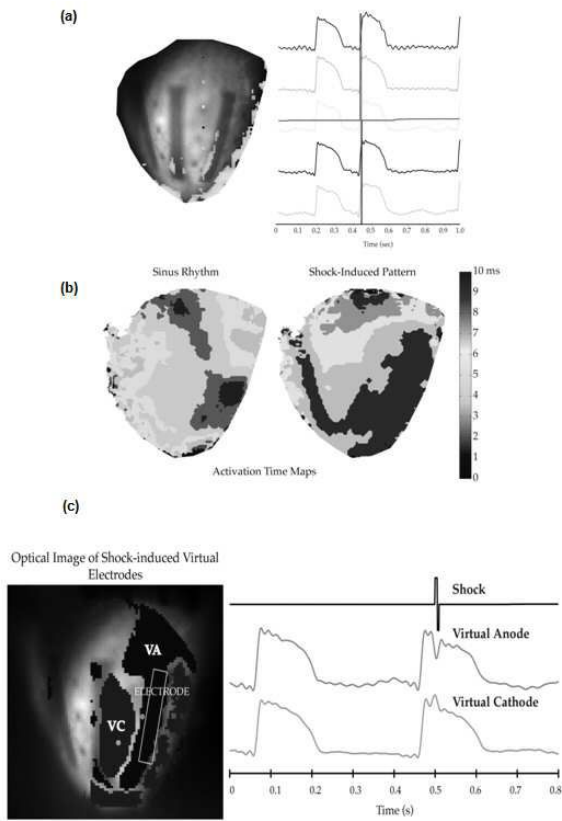 (a)
0 0.1 0.2 0.3 0.4 0.5 0.6 0.7 0.8 0.9 1.0
Time (sec)
(b)
Sinus Rhythm
Shock-Induced Pattern
10 ms
9
8
7
6
5
4
3
2
1
0
Activation Time Maps
(c)
Optical Image of Shock-induced Virtual
Electrodes
VA
ELECTRODE
VC
Shock
Virtual Anode
Virtual Cathode
0 0.1 0.2 0.3 0.4 0.5 0.6 0.7 0.8
Time (s)